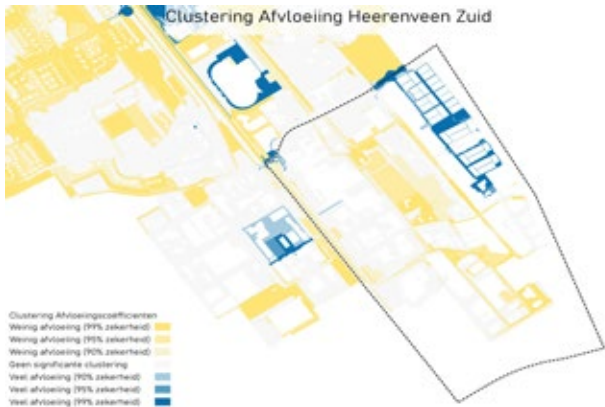 Clustering Afvloeiing Heerenveen Zuid
Clustering Afvloeiingscoefficienten
Weinig afvloeiing (99% zekerheid)
Weinig afvloeiing (95% zekerheid)
Weinig afvloeiing (90% zekerheid)
Geen significante clustering
Veel afvloeiing (90% zekerheid)
Veel afvloeiing (95% zekerheid)
Veel afvloeiing (99% zekerheid)